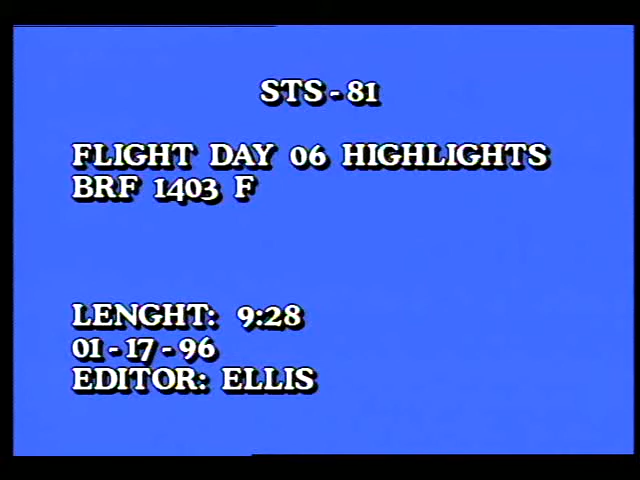 STS - 81
FLIGHT DAY 06 HIGHLIGHTS
BRF 1403 F
LENGHT: 9:28
01 - 17 - 96
EDITOR: ELLIS